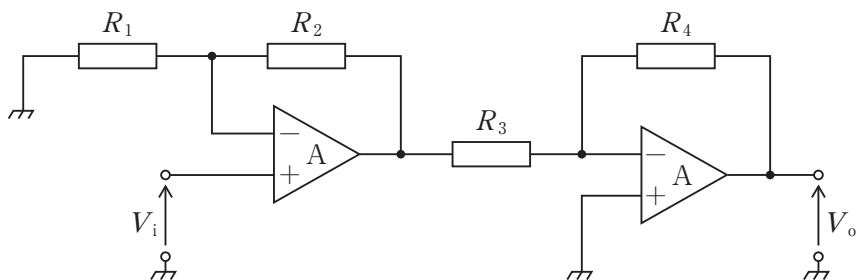 R₁ R₂ R₄
− R₃
A −
+ A
+
Vᵢ Vₒ